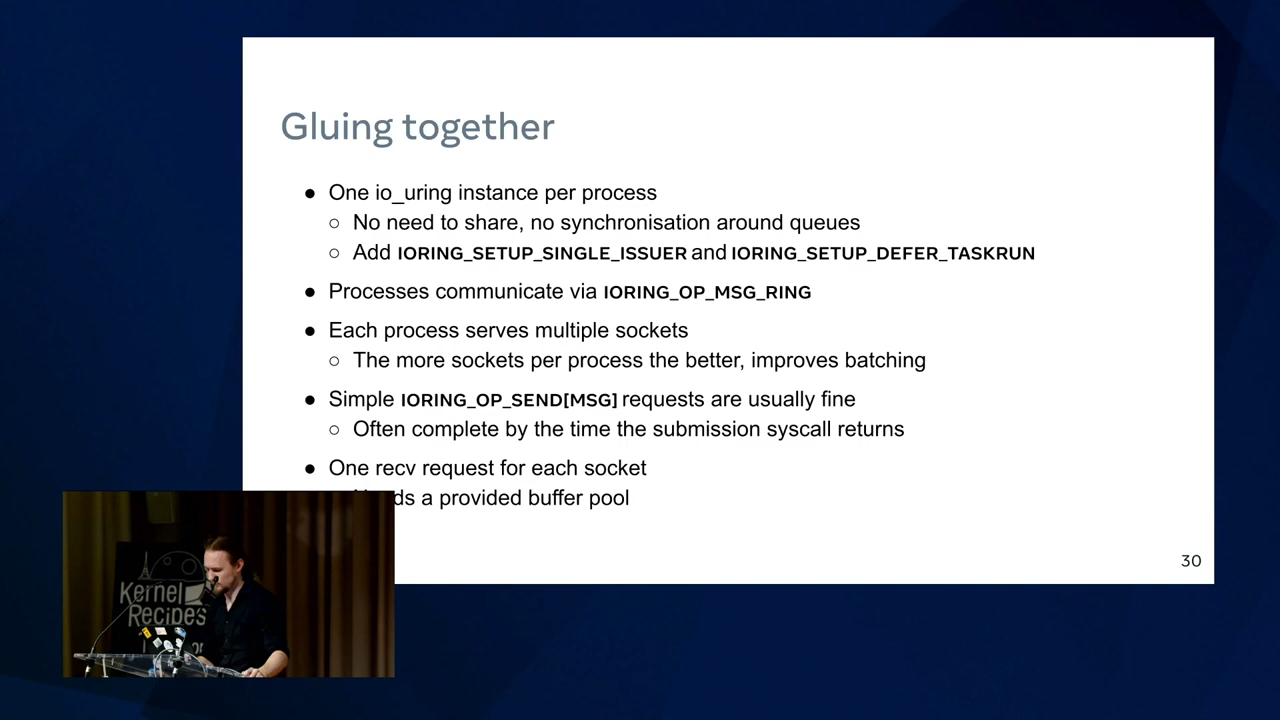 Gluing together
● One io_uring instance per process
○ No need to share, no synchronisation around queues
○ Add IORING_SETUP_SINGLE_ISSUER and IORING_SETUP_DEFER_TASKRUN
● Processes communicate via IORING_OP_MSG_RING
● Each process serves multiple sockets
○ The more sockets per process the better, improves batching
● Simple IORING_OP_SEND[MSG] requests are usually fine
○ Often complete by the time the submission syscall returns
● One recv request for each socket
a provided buffer pool
30
Kernel
Recipes